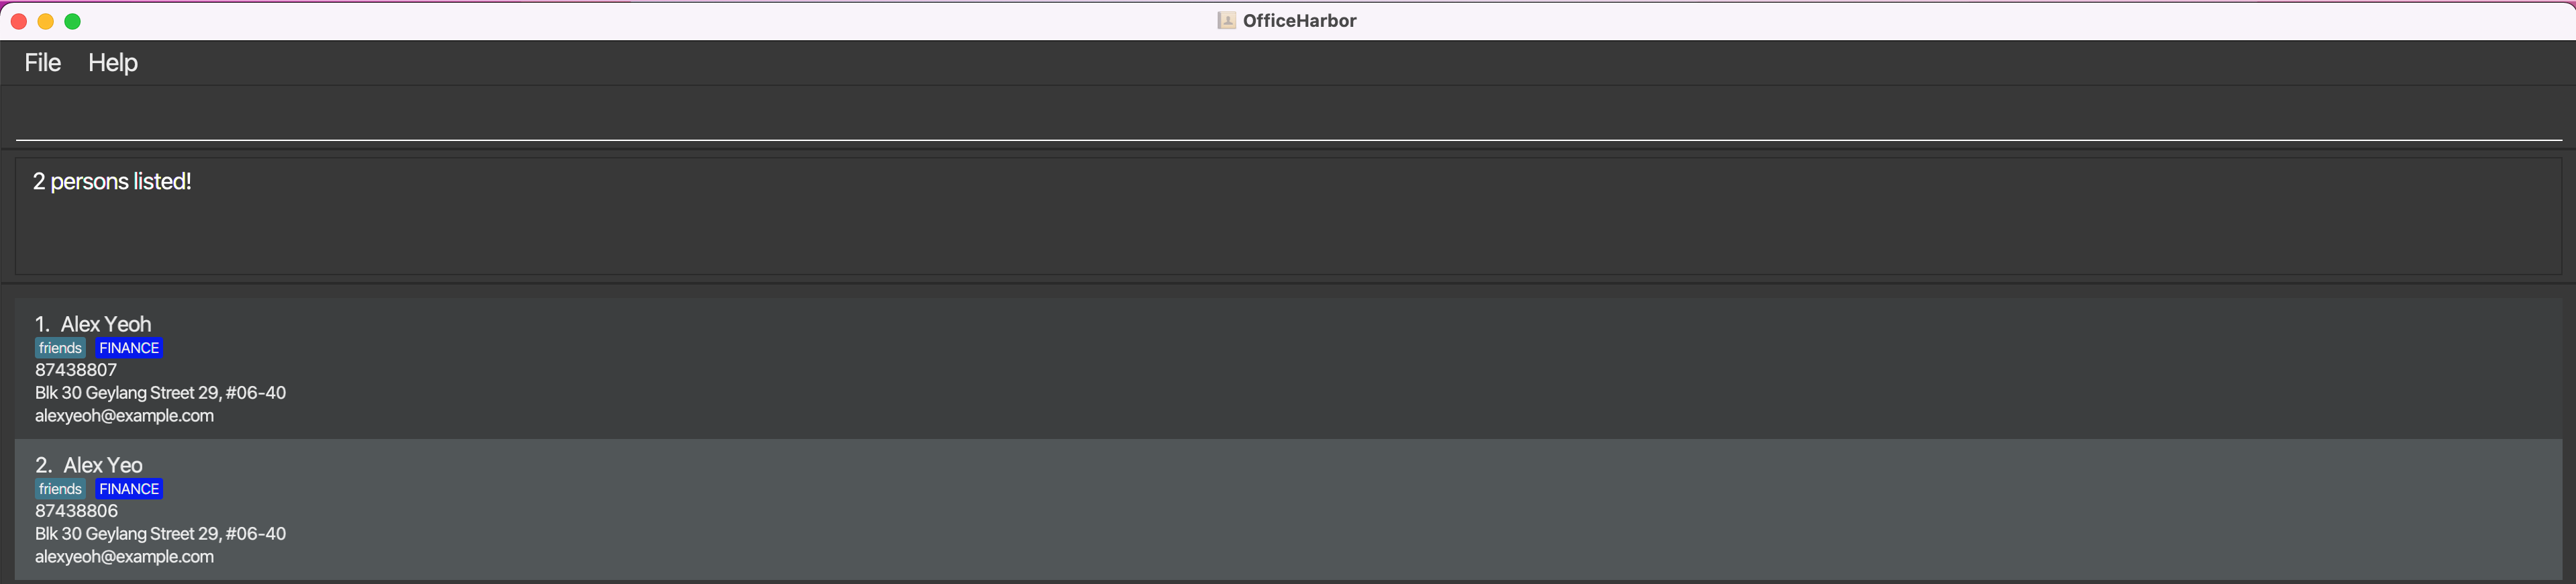 OfficeHarbor
File Help
2 persons listed!
1. Alex Yeoh
friends FINANCE
87438807
Blk 30 Geylang Street 29, #06-40
alexyeoh@example.com
2. Alex Yeo
friends FINANCE
87438806
Blk 30 Geylang Street 29, #06-40
alexyeoh@example.com